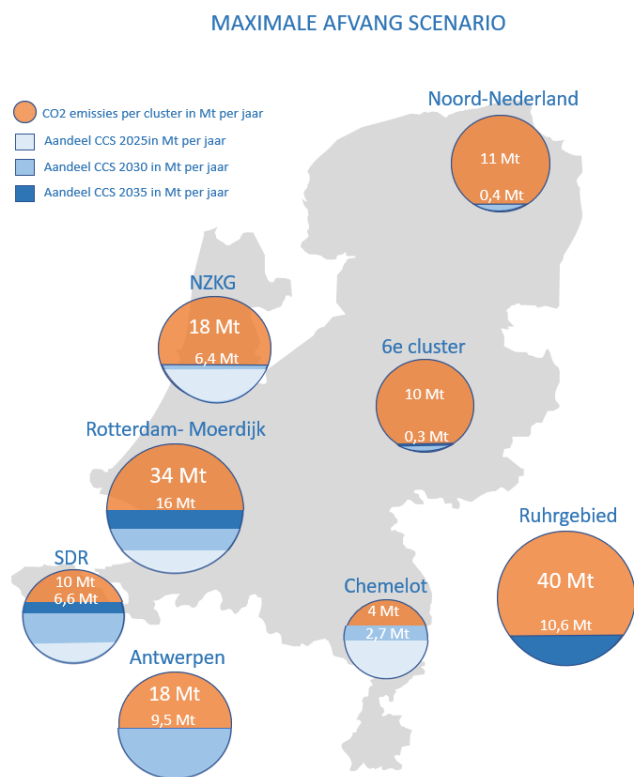 MAXIMALE AFVANG SCENARIO
CO2 emissies per cluster in Mt per jaar
Aandeel CCS 2025in Mt per jaar
Aandeel CCS 2030 in Mt per jaar
Aandeel CCS 2035 in Mt per jaar
Noord-Nederland
11 Mt
0,4 Mt
NZKG
18 Mt
6,4 Mt
6e cluster
10 Mt
0,3 Mt
Rotterdam- Moerdijk
34 Mt
16 Mt
Ruhrgebied
40 Mt
10,6 Mt
SDR
10 Mt
6,6 Mt
Chemelot
4 Mt
2,7 Mt
Antwerpen
18 Mt
9,5 Mt